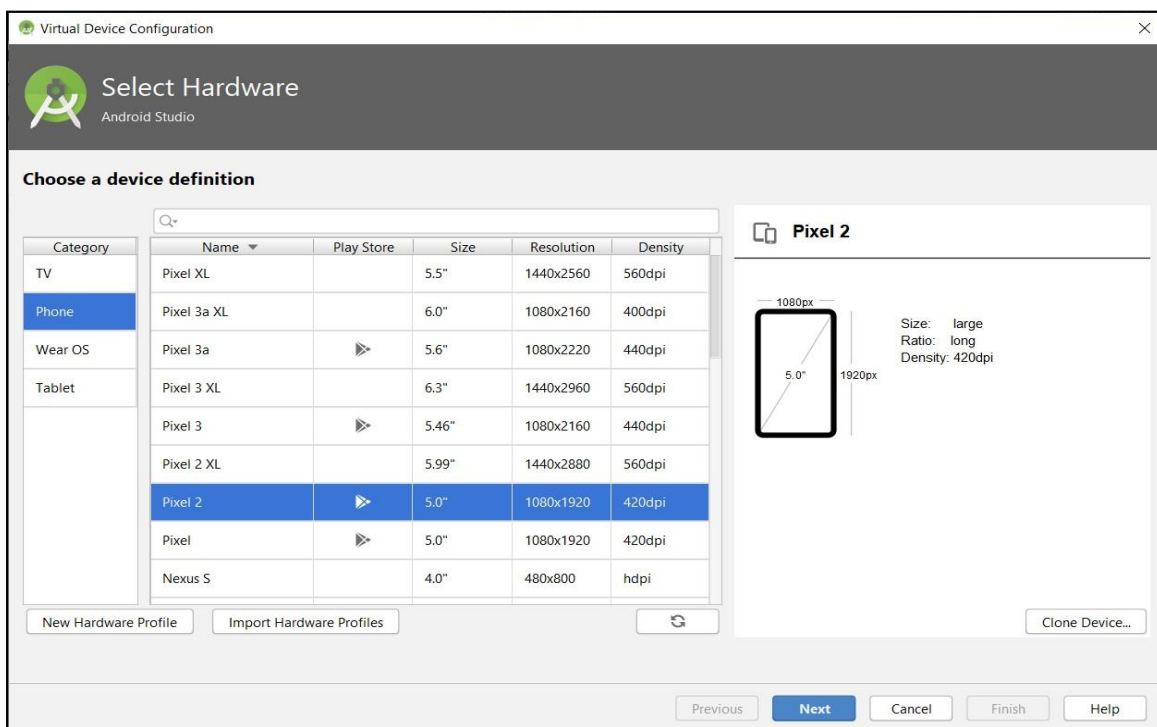 Virtual Device Configuration
Select Hardware
Android Studio
Choose a device definition
Category
TV
Phone
Wear OS
Tablet
Name Play Store Size Resolution Density
Pixel XL 5.5" 1440x2560 560dpi
Pixel 3a XL 6.0" 1080x2160 400dpi
Pixel 3a 5.6" 1080x2220 440dpi
Pixel 3 XL 6.3" 1440x2960 560dpi
Pixel 3 5.46" 1080x2160 440dpi
Pixel 2 XL 5.99" 1440x2880 560dpi
Pixel 2 5.0" 1080x1920 420dpi
Pixel 5.0" 1080x1920 420dpi
Nexus S 4.0" 480x800 hdpi
New Hardware Profile Import Hardware Profiles
Pixel 2
1080px
5.0"
1920px
Size: large
Ratio: long
Density: 420dpi
Clone Device...
Previous Next Cancel Finish Help